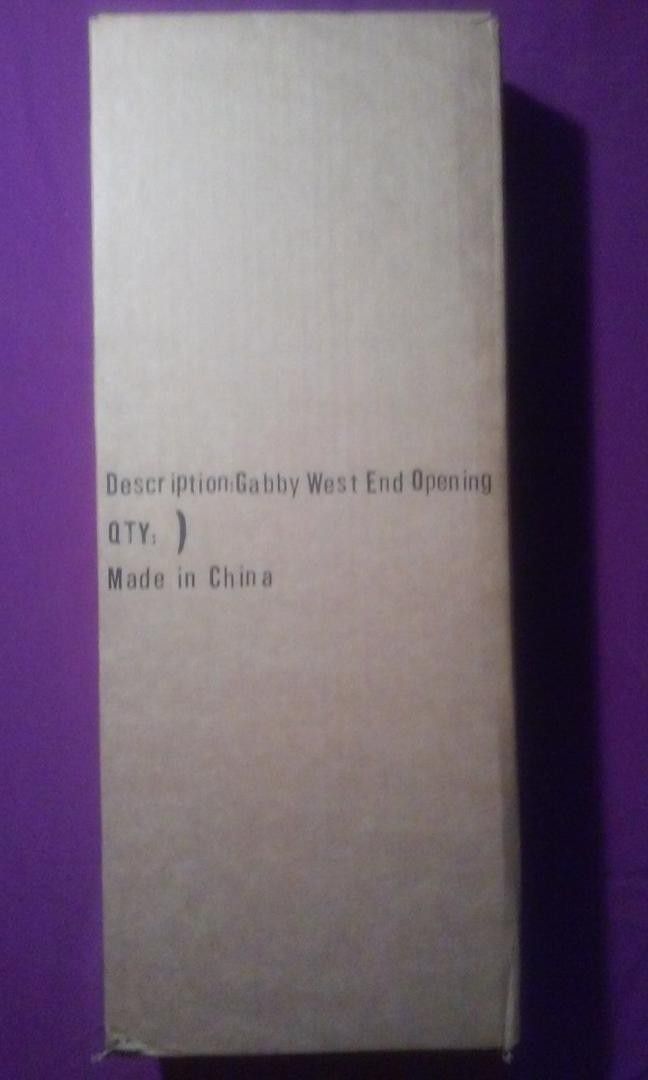 Description:Gabby West End Opening
QTY: )
Made in China